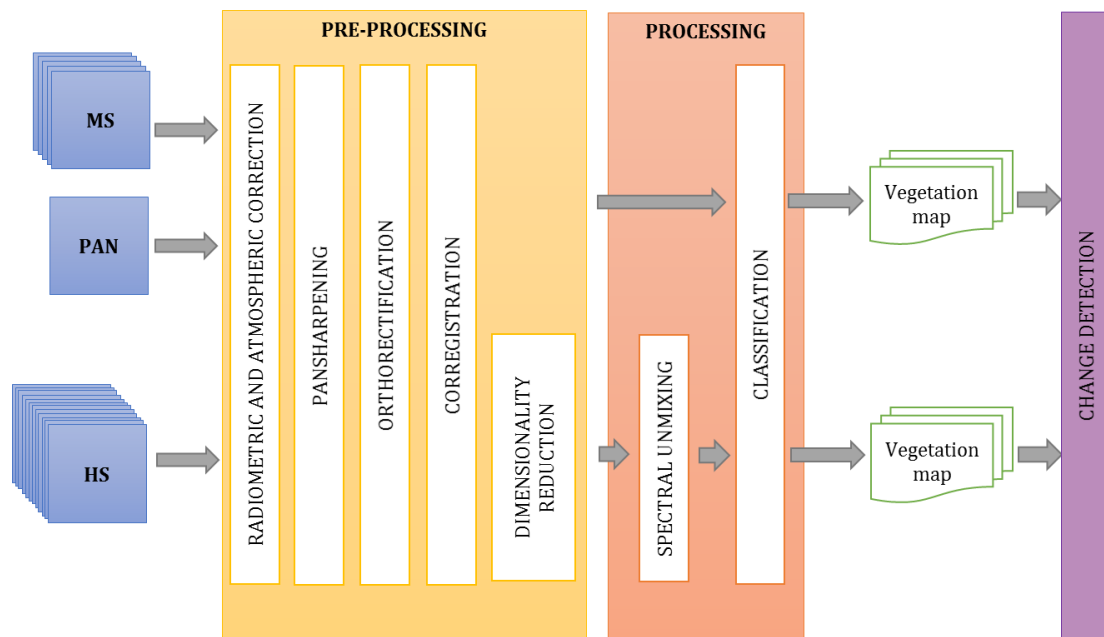 PRE-PROCESSING
PROCESSING
MS
PAN
HS
RADIOMETRIC AND ATMOSPHERIC CORRECTION
PANSHARPENING
ORTHORECTIFICATION
CORREGISTRATION
DIMENSIONALITY
REDUCTION
SPECTRAL UNMIXING
CLASSIFICATION
Vegetation
map
Vegetation
map
CHANGE DETECTION